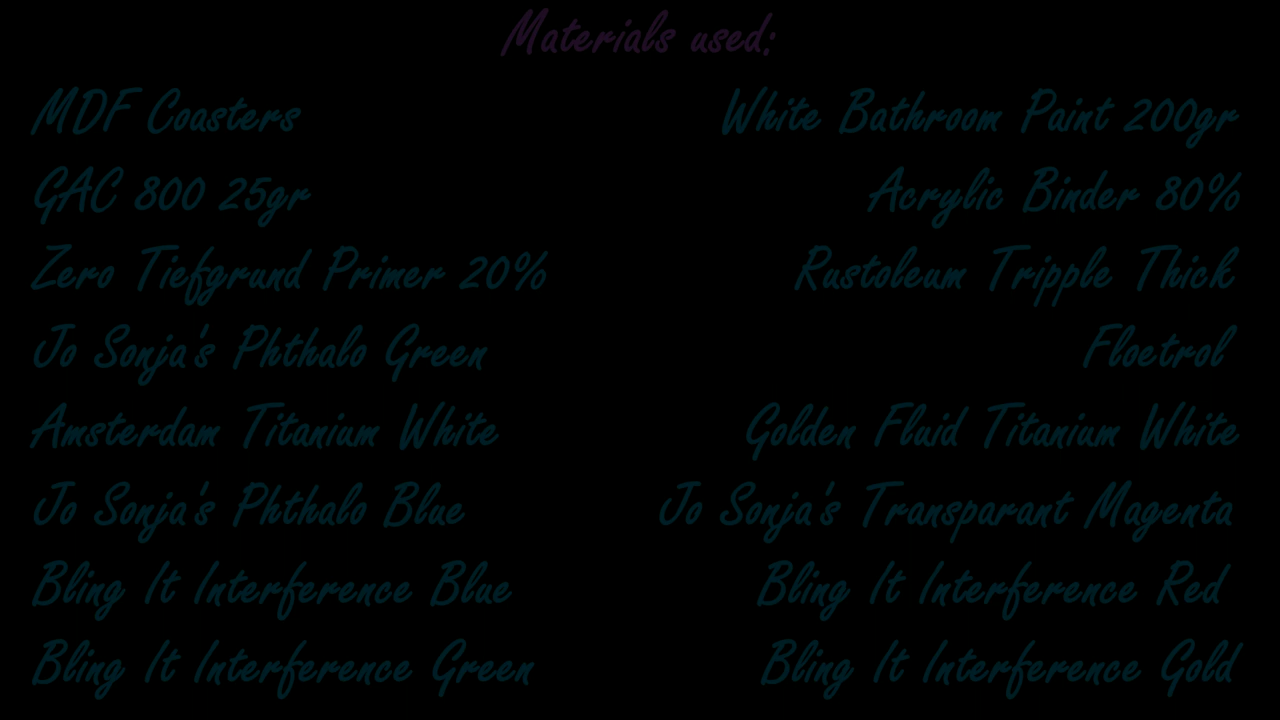 Materials used:
MDF Coasters
White Bathroom Paint 200gr
GAC 800 25gr
Acrylic Binder 80%
Zero Tiefgrund Primer 20%
Rustoleum Tripple Thick
Jo Sonja's Phthalo Green
Floetrol
Amsterdam Titanium White
Golden Fluid Titanium White
Jo Sonja's Phthalo Blue
Jo Sonja's Transparant Magenta
Bling It Interference Blue
Bling It Interference Red
Bling It Interference Green
Bling It Interference Gold